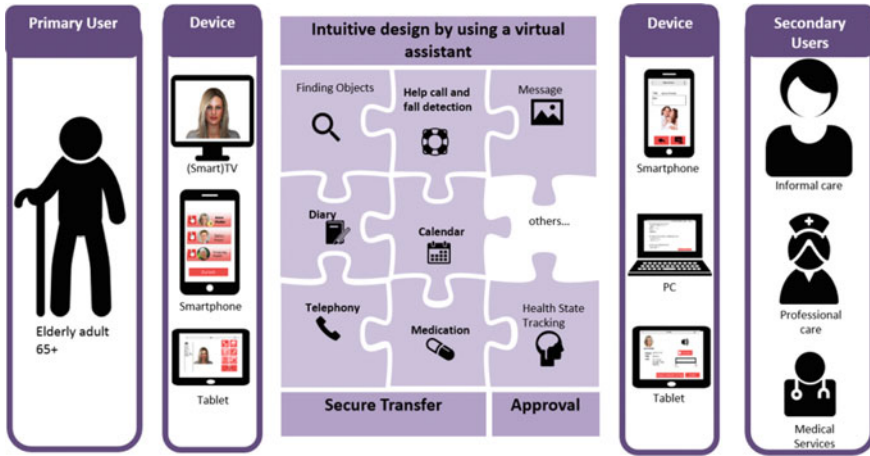 Primary User
Elderly adult
65+
Device
(Smart)TV
Smartphone
Tablet
Intuitive design by using a virtual
assistant
Finding Objects
Help call and
fall detection
Message
Diary
Calendar
others...
Telephony
Medication
Health State
Tracking
Secure Transfer
Approval
Device
Smartphone
PC
Tablet
Secondary
Users
Informal care
Professional
care
Medical
Services